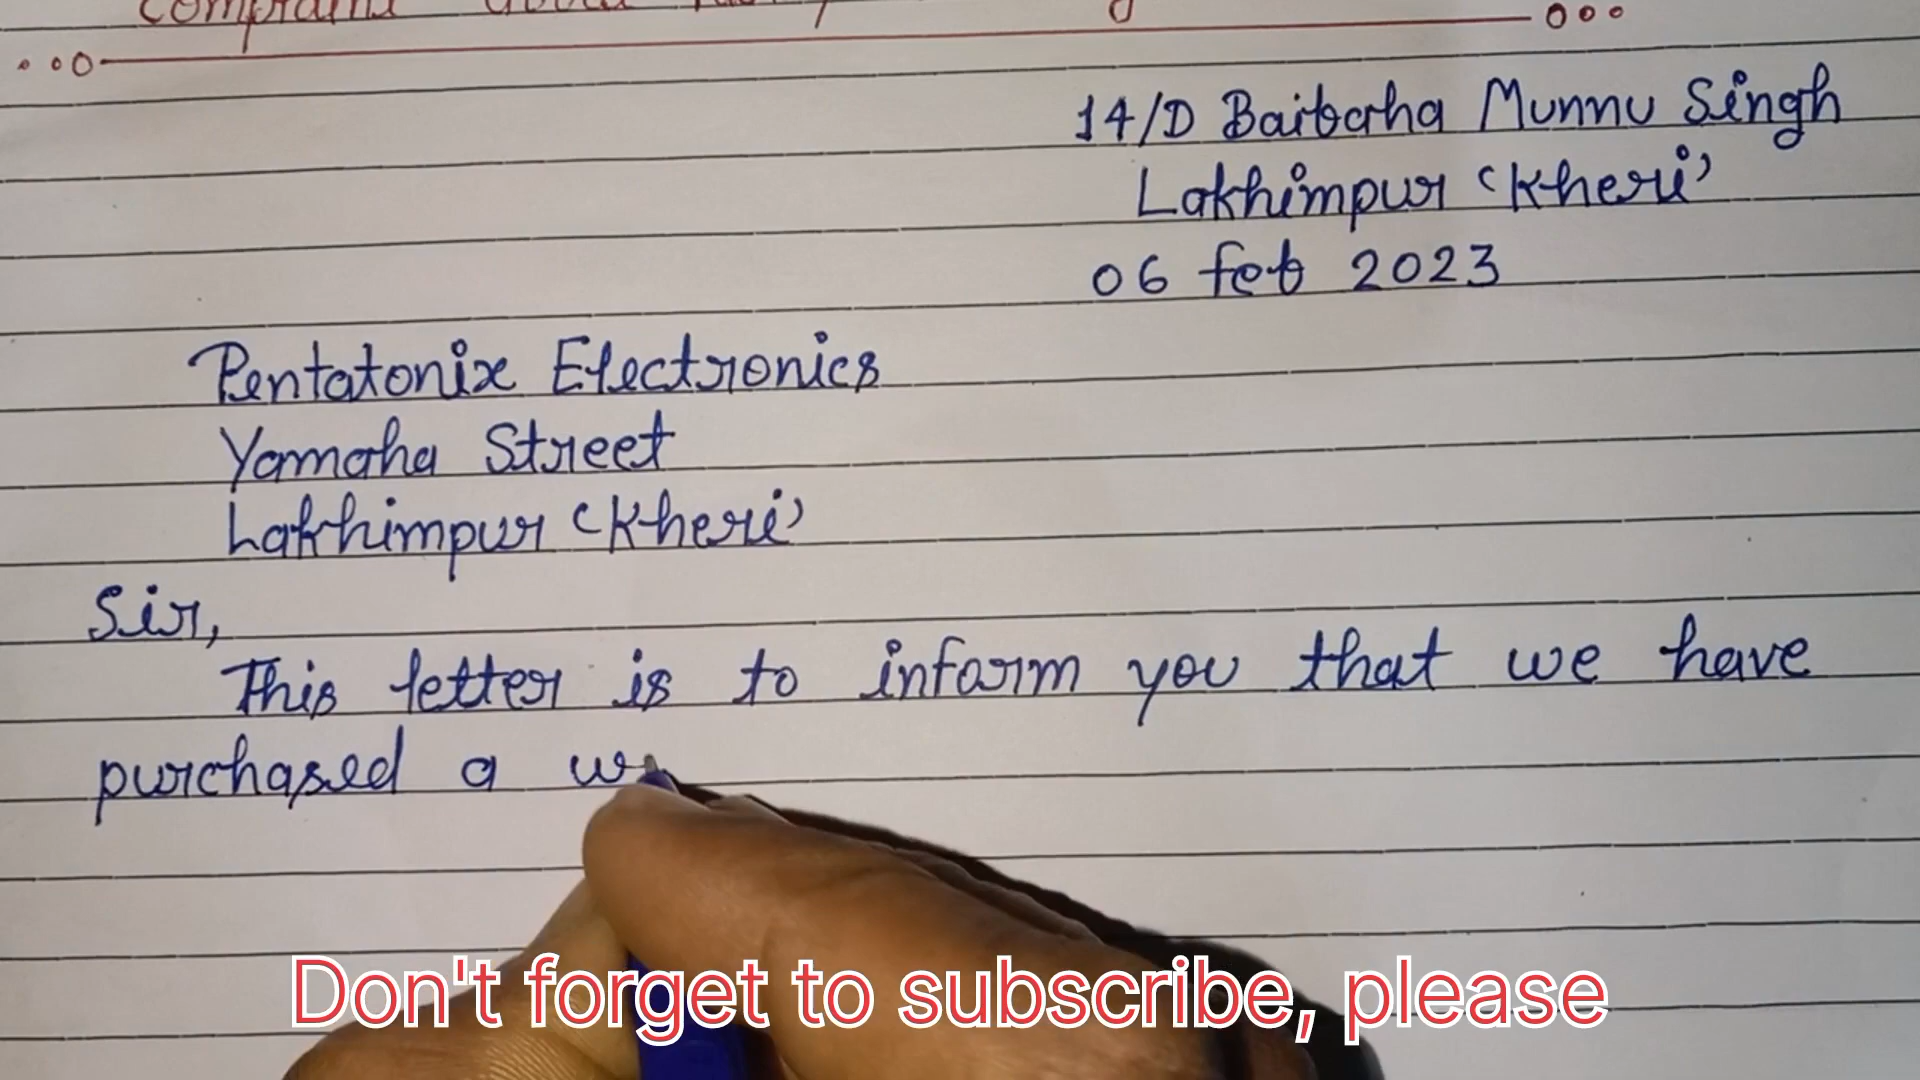 Complaint
14/D Baibaha Munnu Singh
Lakhimpur (Kheri)
06 feb 2023
Pentatonix Electronics
Yamaha Street
Lakhimpur (Kheri)
Sir,
This letter is to inform you that we have
purchased a w
Don't forget to subscribe, please